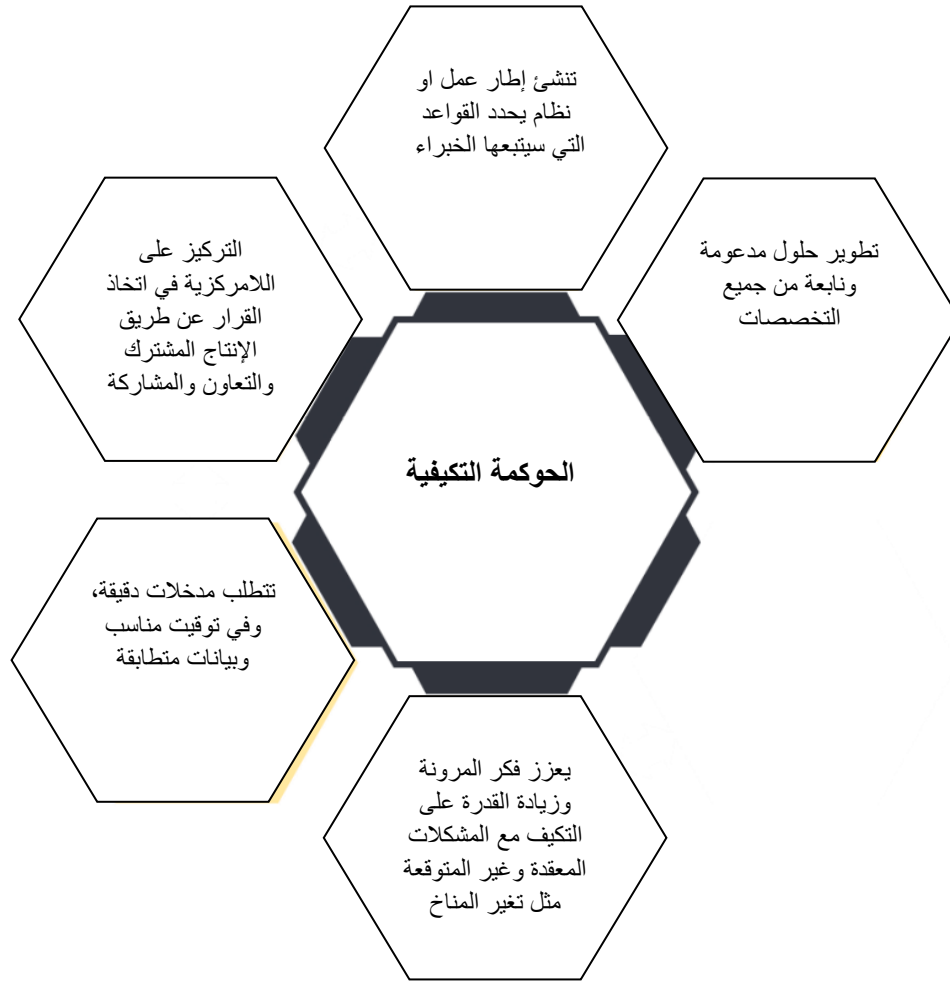 تنشئ إطار عمل او
نظام يحدد القواعد
التي سيتبعها الخبراء
تطوير حلول مدعومة
ونابعة من جميع
التخصصات
التركيز على
اللامركزية في اتخاذ
القرار عن طريق
الإنتاج المشترك
والتعاون والمشاركة
الحوكمة التكيفية
تتطلب مدخلات دقيقة،
وفي توقيت مناسب
وبيانات متطابقة
يعزز فكر المرونة
وزيادة القدرة على
التكيف مع المشكلات
المعقدة وغير المتوقعة
مثل تغير المناخ